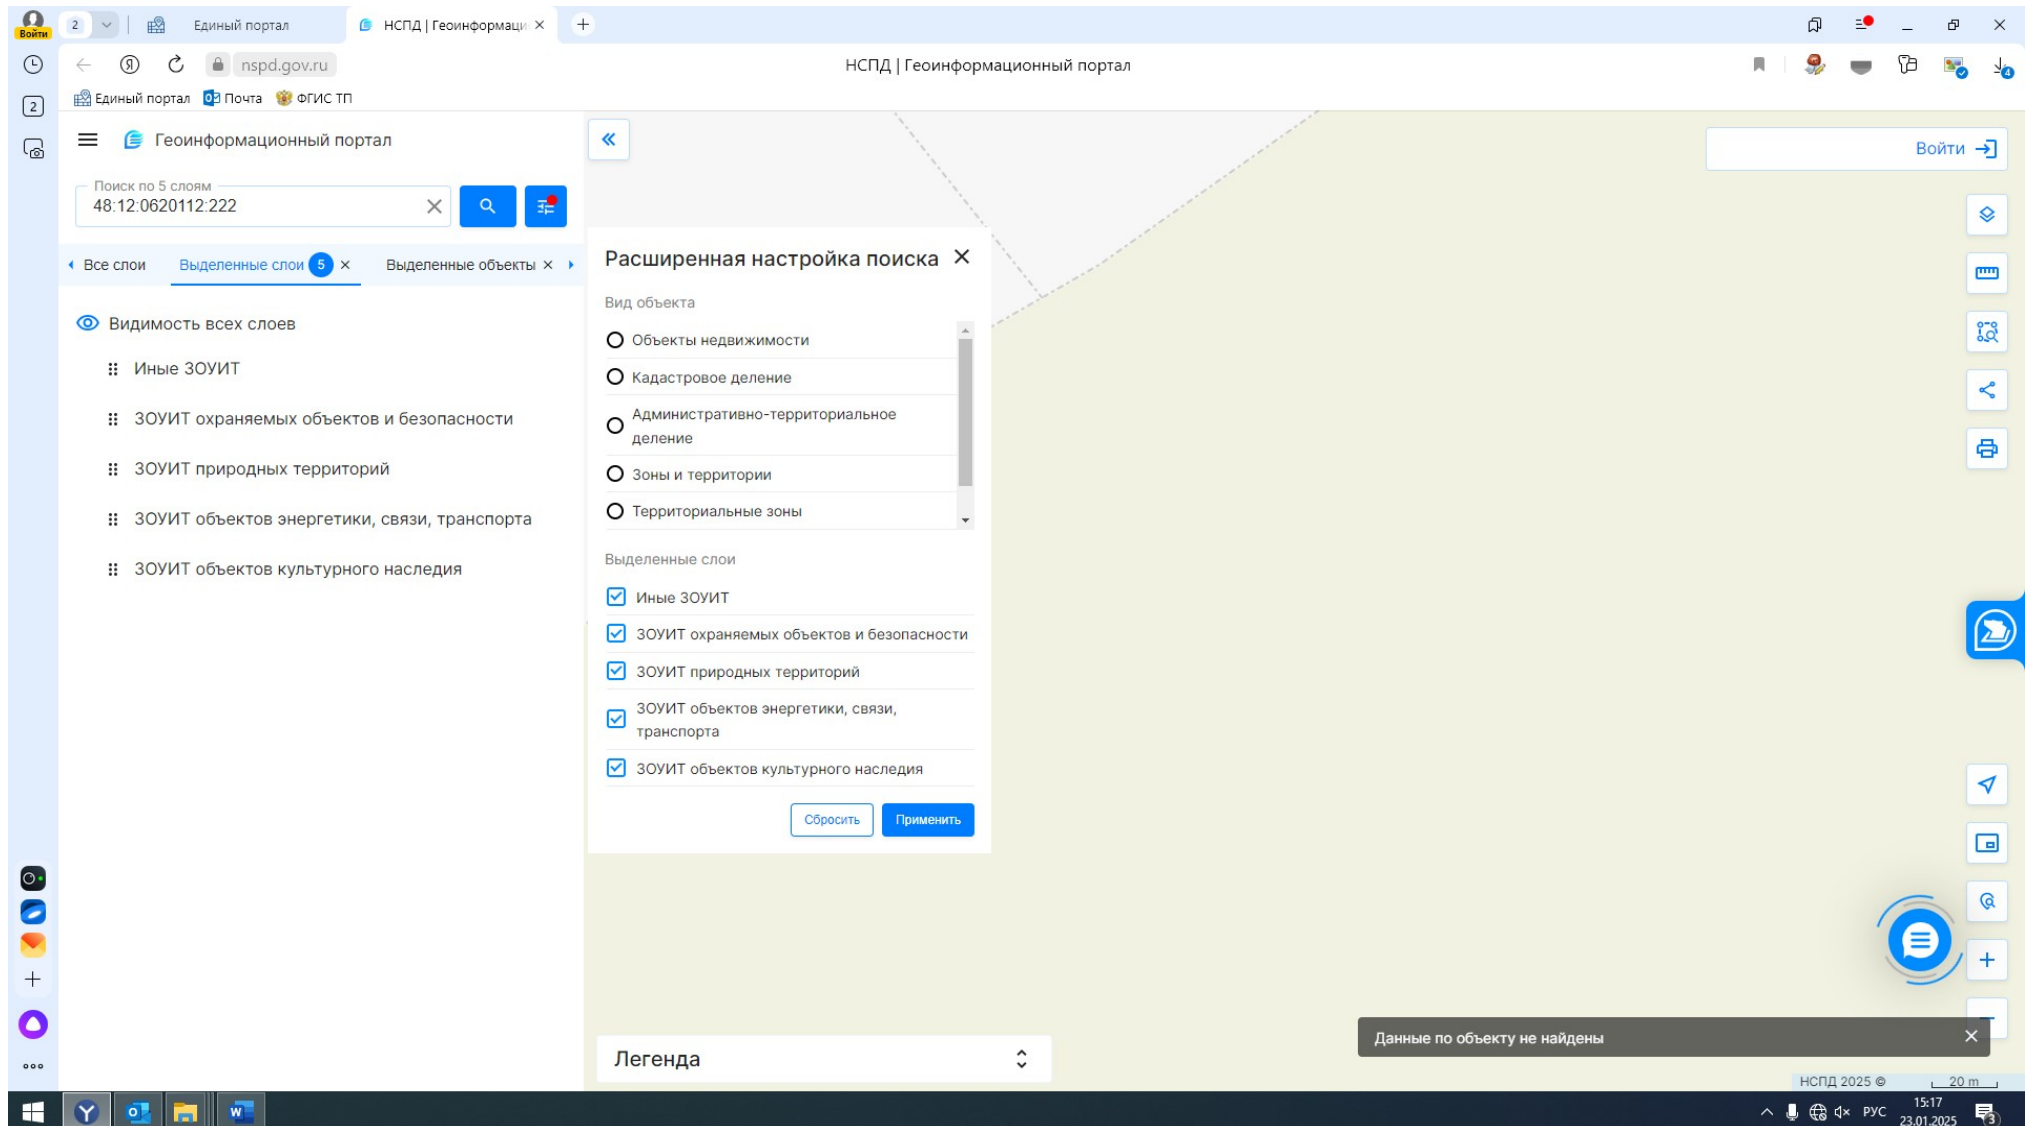 Войти
2
Единый портал
НСПД | Геоинформаци
nspd.gov.ru
НСПД | Геоинформационный портал
4
2
Единый портал
Почта
ФГИС ТП
Геоинформационный портал
Войти
Поиск по 5 слоям
48:12:0620112:222
Все слои
Выделенные слои 5
Выделенные объекты
Видимость всех слоев
Иные ЗОУИТ
ЗОУИТ охраняемых объектов и безопасности
ЗОУИТ природных территорий
ЗОУИТ объектов энергетики, связи, транспорта
ЗОУИТ объектов культурного наследия
Расширенная настройка поиска
Вид объекта
Объекты недвижимости
Кадастровое деление
Административно-территориальное
деление
Зоны и территории
Территориальные зоны
Выделенные слои
Иные ЗОУИТ
ЗОУИТ охраняемых объектов и безопасности
ЗОУИТ природных территорий
ЗОУИТ объектов энергетики, связи,
транспорта
ЗОУИТ объектов культурного наследия
Сбросить
Применить
Легенда
Данные по объекту не найдены
НСПД 2025 ©
20 m
РУС
15:17
23.01.2025
3